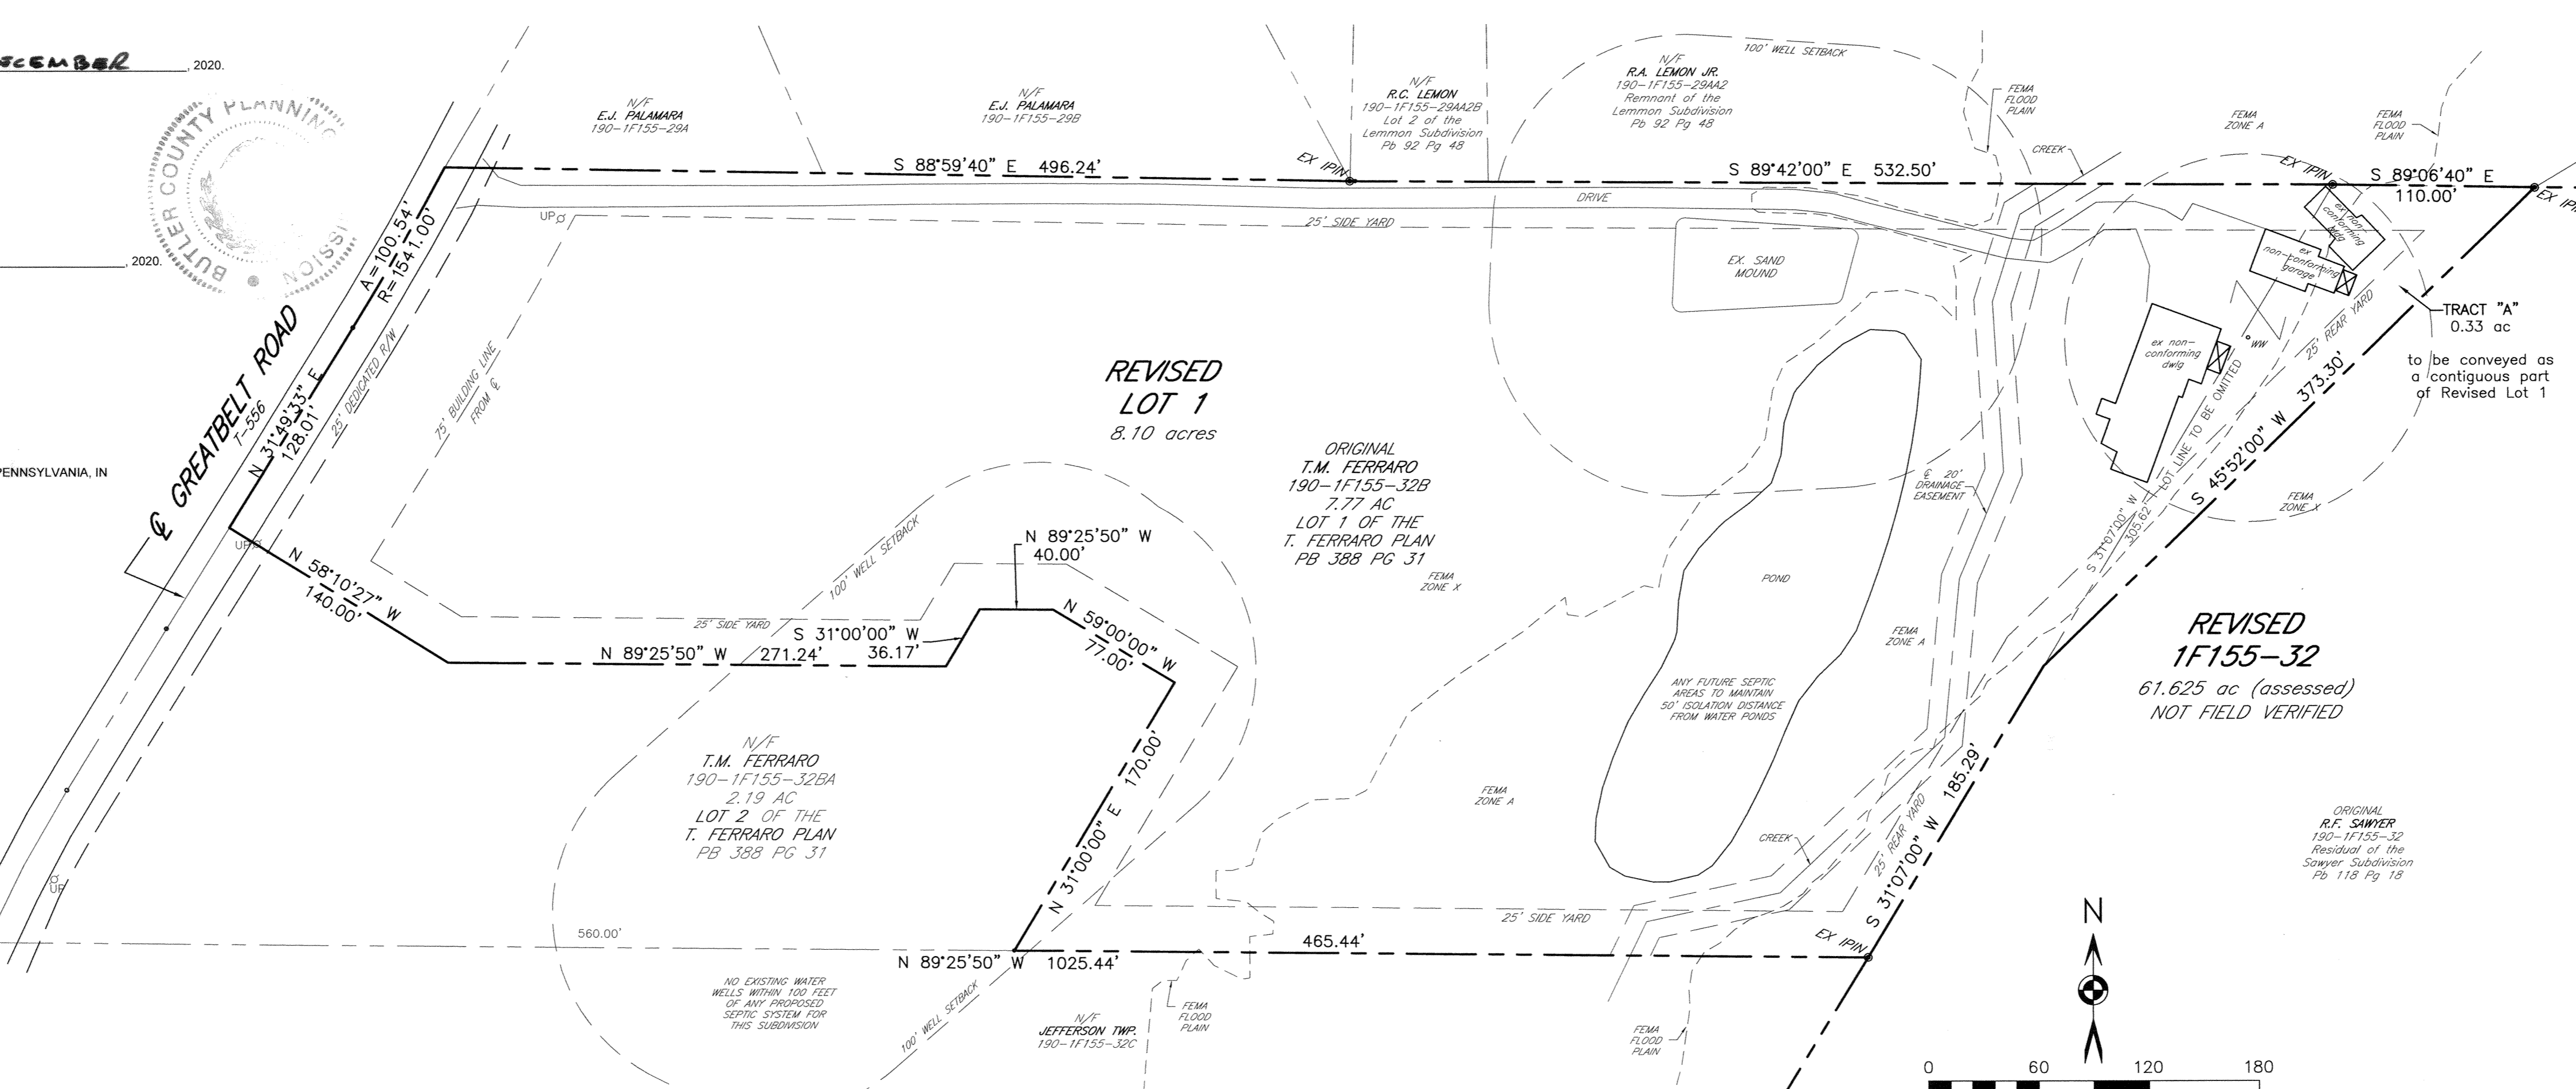 ECEMBER , 2020.
BUTLER COUNTY PLANNING
ISSION
, 2020.
PENNSYLVANIA, IN
℄ GREATBELT ROAD
T-556
A=100.54'
R=1541.00'
N 31°49'33" E
128.01'
25' DEDICATED R/W
75' BUILDING LINE
FROM ℄
UP
UP
UP
N/F
E.J. PALAMARA
190-1F155-29A
N/F
E.J. PALAMARA
190-1F155-29B
N/F
R.C. LEMON
190-1F155-29AA2B
Lot 2 of the
Lemmon Subdivision
Pb 92 Pg 48
N/F
R.A. LEMON JR.
190-1F155-29AA2
Remnant of the
Lemmon Subdivision
Pb 92 Pg 48
100' WELL SETBACK
FEMA
FLOOD
PLAIN
FEMA
ZONE A
FEMA
FLOOD
PLAIN
CREEK
S 88°59'40" E 496.24'
EX IPIN
S 89°42'00" E 532.50'
EX IPIN
S 89°06'40" E
110.00'
EX IPIN
DRIVE
25' SIDE YARD
EX. SAND
MOUND
ex non-
conforming
bldg
ex
non-conforming
garage
TRACT "A"
0.33 ac
to be conveyed as
a contiguous part
of Revised Lot 1
ex non-
conforming
dwlg
WW
25' REAR YARD
LOT LINE TO BE OMITTED
S 31°07'00" W
305.62'
S 45°52'00" W 373.30'
FEMA
ZONE X
REVISED
LOT 1
8.10 acres
ORIGINAL
T.M. FERRARO
190-1F155-32B
7.77 AC
LOT 1 OF THE
T. FERRARO PLAN
PB 388 PG 31
FEMA
ZONE X
℄ 20'
DRAINAGE
EASEMENT
POND
FEMA
ZONE A
N 58°10'27" W
140.00'
100' WELL SETBACK
N 89°25'50" W
40.00'
25' SIDE YARD
S 31°00'00" W
36.17'
N 89°25'50" W 271.24'
N 59°00'00" W
77.00'
REVISED
1F155-32
61.625 ac (assessed)
NOT FIELD VERIFIED
ANY FUTURE SEPTIC
AREAS TO MAINTAIN
50' ISOLATION DISTANCE
FROM WATER PONDS
N/F
T.M. FERRARO
190-1F155-32BA
2.19 AC
LOT 2 OF THE
T. FERRARO PLAN
PB 388 PG 31
N 31°00'00" E 170.00'
FEMA
ZONE A
CREEK
25' REAR YARD
S 31°07'00" W 185.29'
ORIGINAL
R.F. SAWYER
190-1F155-32
Residual of the
Sawyer Subdivision
Pb 118 Pg 18
25' SIDE YARD
560.00'
465.44'
EX IPIN
N 89°25'50" W 1025.44'
NO EXISTING WATER
WELLS WITHIN 100 FEET
OF ANY PROPOSED
SEPTIC SYSTEM FOR
THIS SUBDIVISION
100' WELL SETBACK
N/F
JEFFERSON TWP.
190-1F155-32C
FEMA
FLOOD
PLAIN
FEMA
FLOOD
PLAIN
N
0 60 120 180